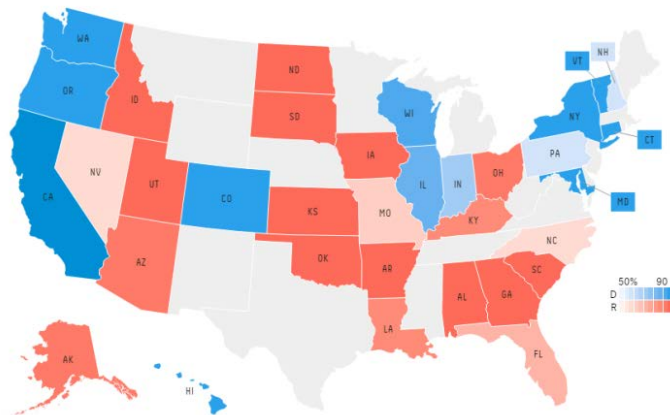 WA
OR
CA
NV
ID
UT
AZ
CO
ND
SD
KS
OK
IA
MO
AR
LA
WI
IL
IN
OH
KY
AL
GA
SC
NC
FL
PA
NY
VT
NH
CT
MD
AK
HI
50% 90
D
R